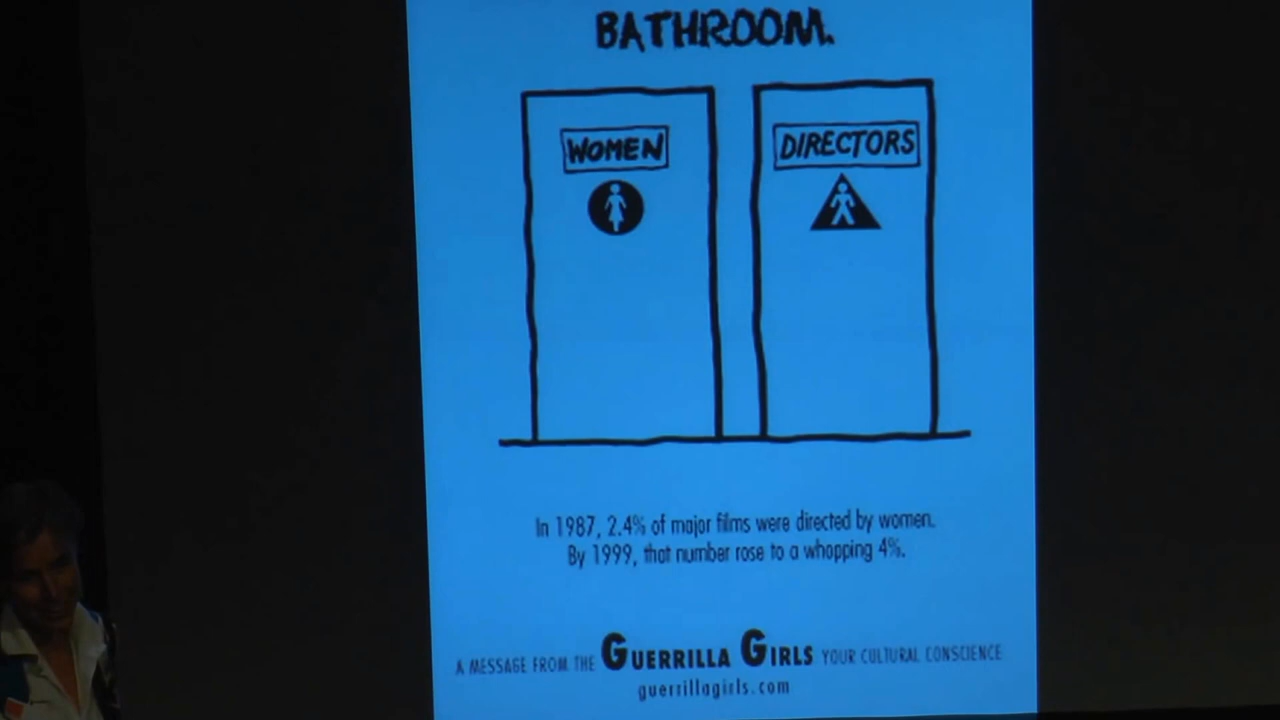 BATHROOM.
WOMEN
DIRECTORS
In 1987, 2.4% of major films were directed by women.
By 1999, that number rose to a whopping 4%.
A MESSAGE FROM THE GUERRILLA GIRLS YOUR CULTURAL CONSCIENCE
guerrillagirls.com